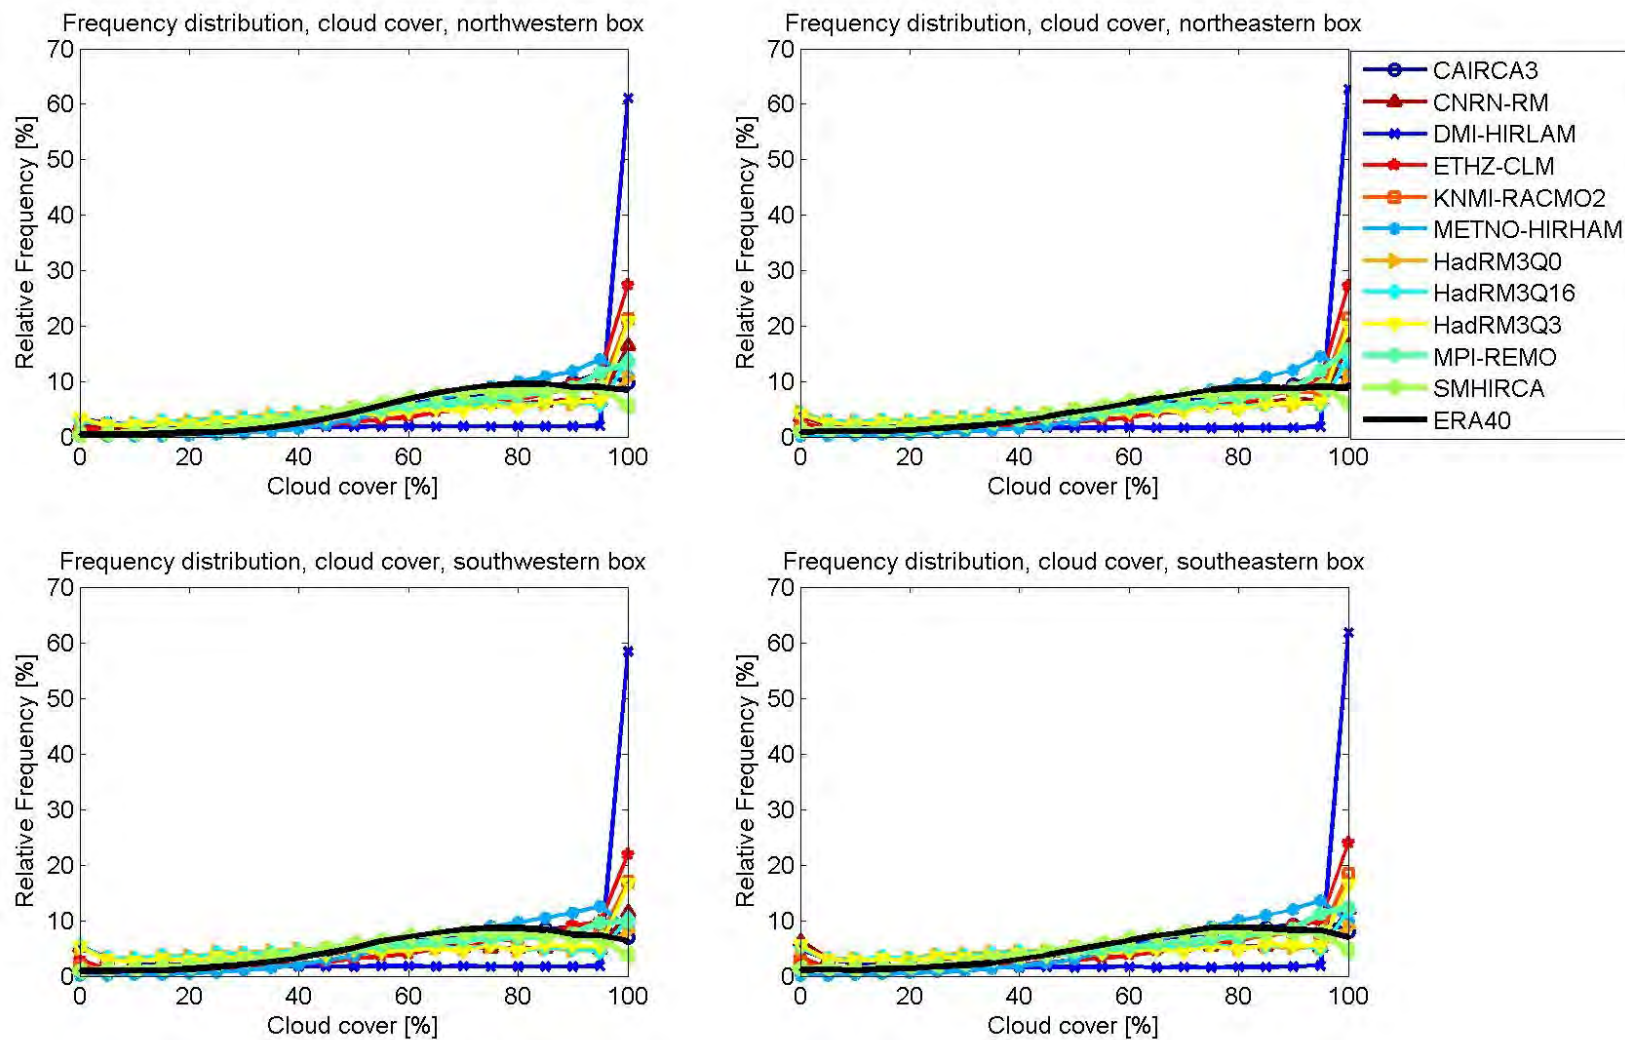 Frequency distribution, cloud cover, northwestern box
70
60
50
40
30
20
10
0
Relative Frequency [%]
0 20 40 60 80 100
Cloud cover [%]
Frequency distribution, cloud cover, northeastern box
70
60
50
40
30
20
10
0
Relative Frequency [%]
0 20 40 60 80 100
Cloud cover [%]
CAIRCA3
CNRN-RM
DMI-HIRLAM
ETHZ-CLM
KNMI-RACMO2
METNO-HIRHAM
HadRM3Q0
HadRM3Q16
HadRM3Q3
MPI-REMO
SMHIRCA
ERA40
Frequency distribution, cloud cover, southwestern box
70
60
50
40
30
20
10
0
Relative Frequency [%]
0 20 40 60 80 100
Cloud cover [%]
Frequency distribution, cloud cover, southeastern box
70
60
50
40
30
20
10
0
Relative Frequency [%]
0 20 40 60 80 100
Cloud cover [%]